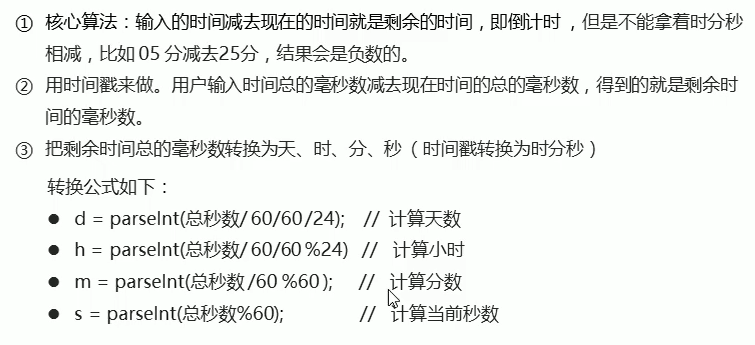 ① 核心算法：输入的时间减去现在的时间就是剩余的时间，即倒计时 ，但是不能拿着时分秒
相减，比如 05 分减去25分，结果会是负数的。
② 用时间戳来做。用户输入时间总的毫秒数减去现在时间的总的毫秒数，得到的就是剩余时
间的毫秒数。
③ 把剩余时间总的毫秒数转换为天、时、分、秒 （ 时间戳转换为时分秒 ）
转换公式如下：
● d = parseInt(总秒数/ 60/60 /24); // 计算天数
● h = parseInt(总秒数/ 60/60 %24) // 计算小时
● m = parseInt(总秒数 /60 %60 ); // 计算分数
● s = parseInt(总秒数%60); // 计算当前秒数